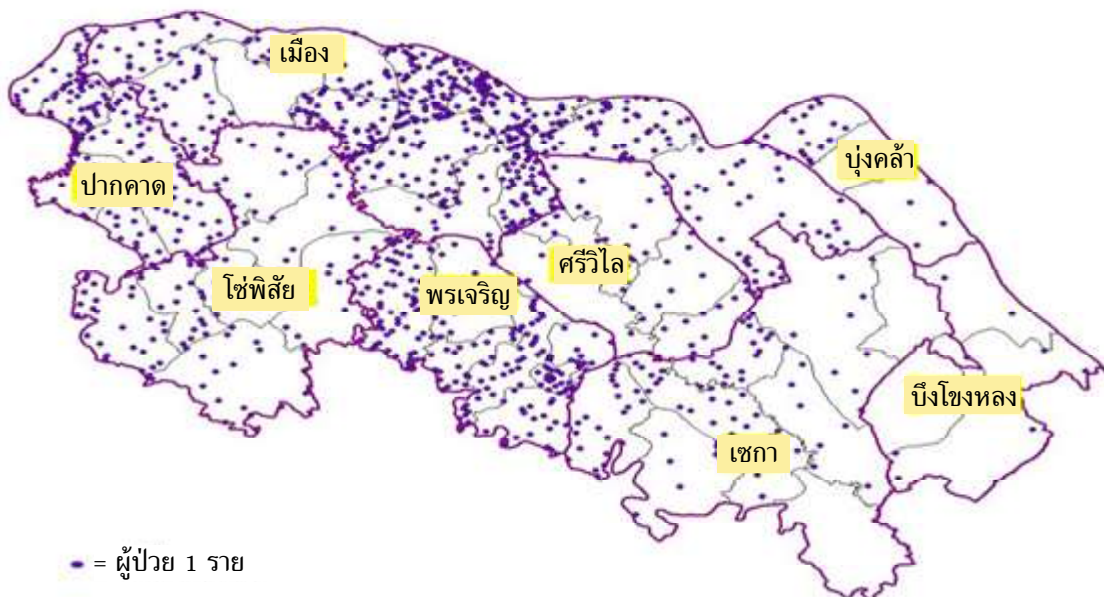 เมือง
บุ่งคล้า
ปากคาด
ศรีวิไล
โซ่พิสัย
พรเจริญ
บึงโขงหลง
เซกา
= ผู้ป่วย 1 ราย